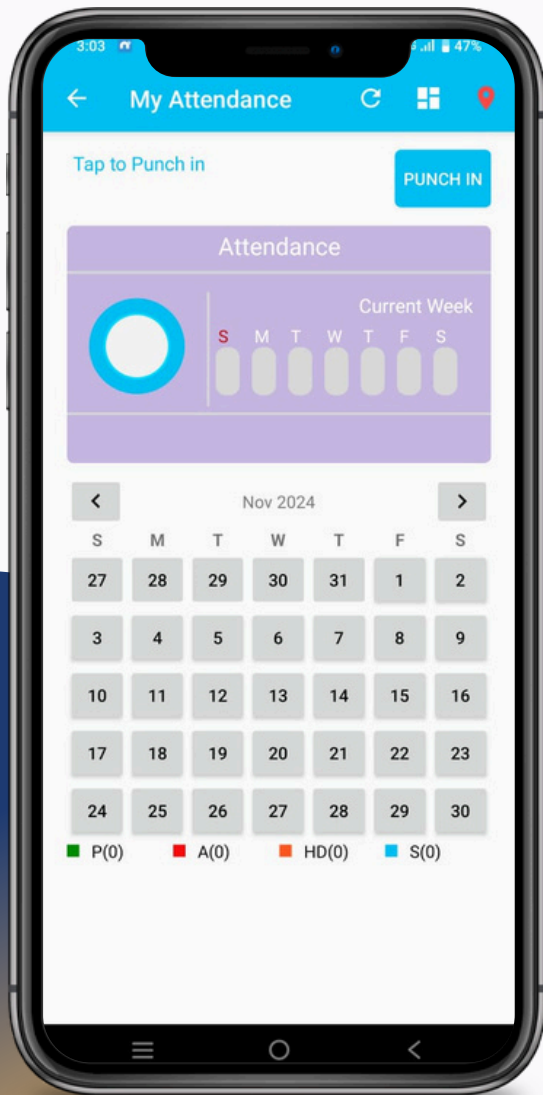 3:03 47%
My Attendance
Tap to Punch in
PUNCH IN
Attendance
Current Week
S M T W T F S
Nov 2024
S M T W T F S
27 28 29 30 31 1 2
3 4 5 6 7 8 9
10 11 12 13 14 15 16
17 18 19 20 21 22 23
24 25 26 27 28 29 30
P(0) A(0) HD(0) S(0)